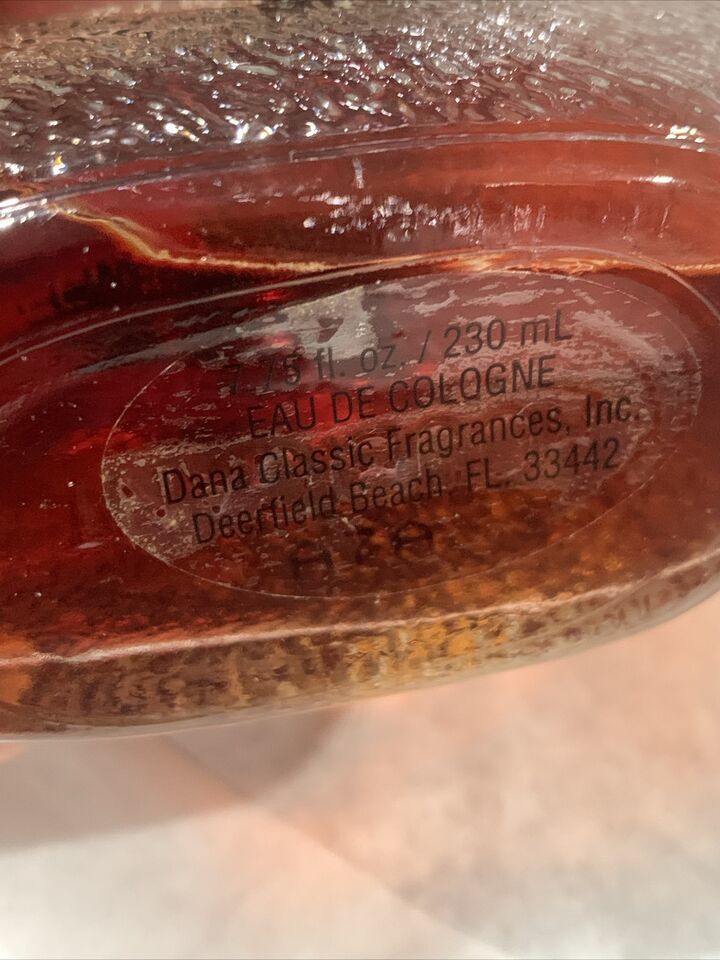 7.75 fl. oz. / 230 mL
EAU DE COLOGNE
Dana Classic Fragrances, Inc.
Deerfield Beach, FL. 33442